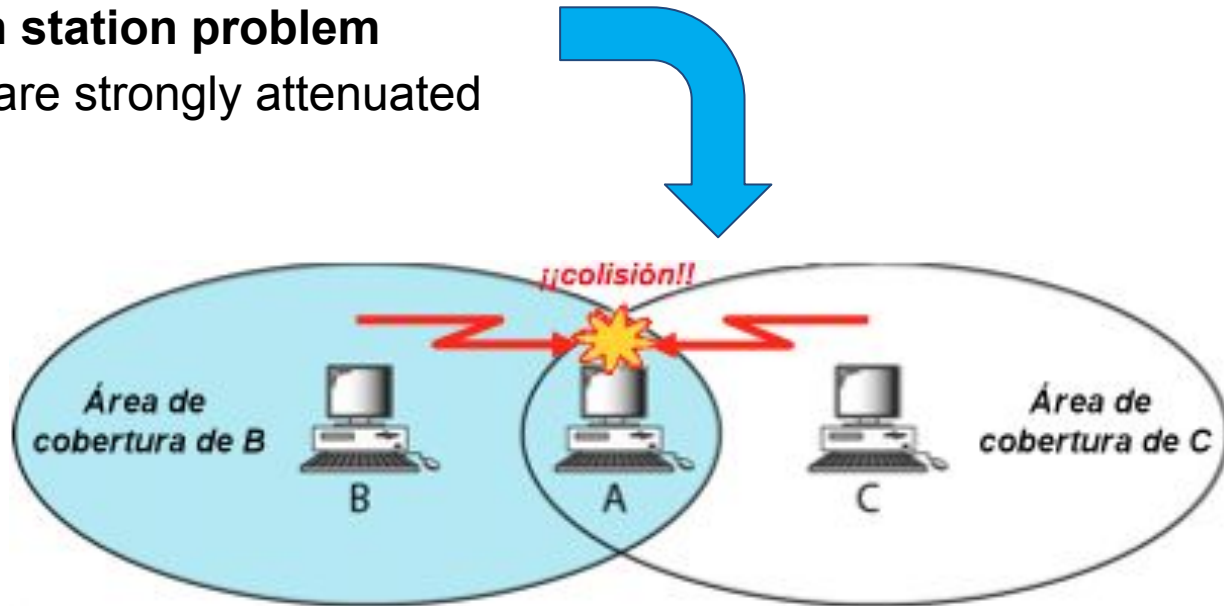 station problem
are strongly attenuated
¡¡colisión!!
Área de
cobertura de B
Área de
cobertura de C
B
A
C